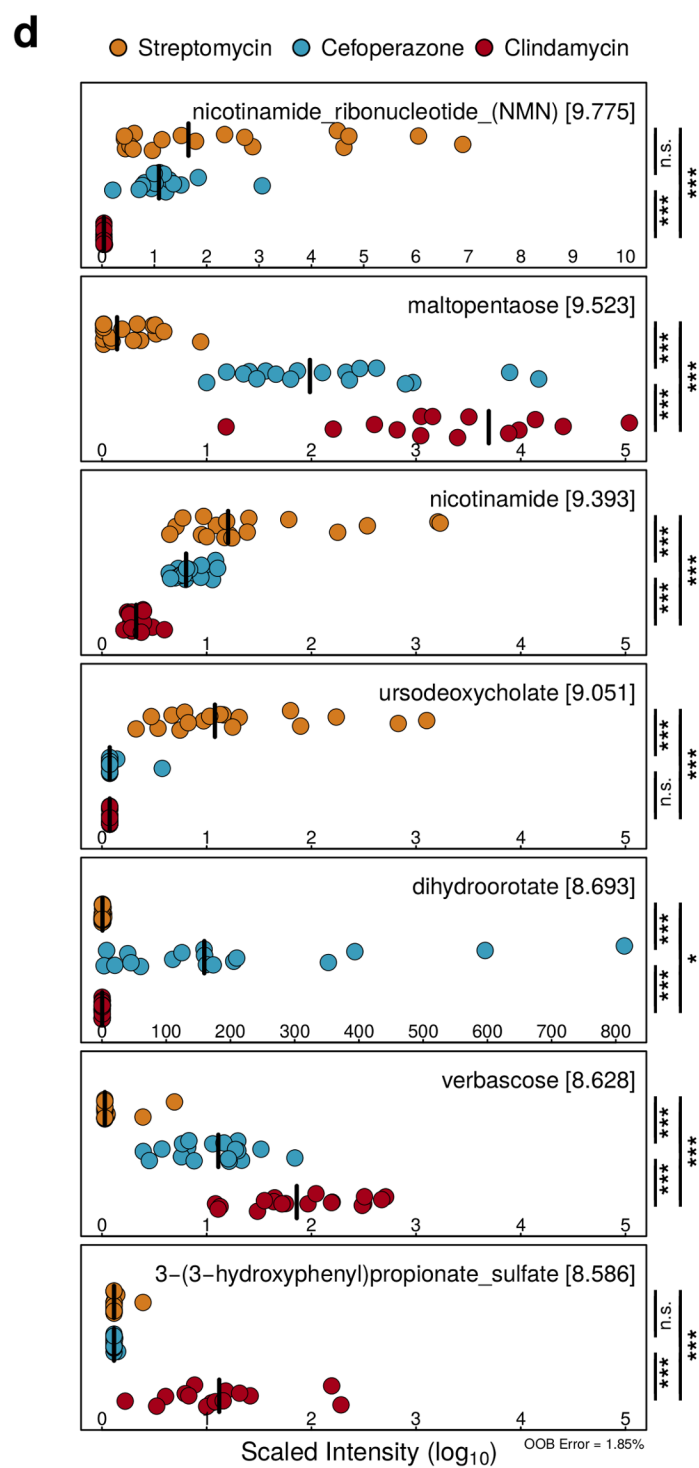 d
Streptomycin Cefoperazone Clindamycin
nicotinamide_ribonucleotide_(NMN) [9.775]
n.s.
***
***
0 1 2 3 4 5 6 7 8 9 10
maltopentaose [9.523]
***
***
***
0 1 2 3 4 5
nicotinamide [9.393]
***
***
***
0 1 2 3 4 5
ursodeoxycholate [9.051]
***
n.s.
***
0 1 2 3 4 5
dihydroorotate [8.693]
***
***
*
0 100 200 300 400 500 600 700 800
verbascose [8.628]
***
***
***
0 1 2 3 4 5
3−(3−hydroxyphenyl)propionate_sulfate [8.586]
n.s.
***
***
0 1 2 3 4 5
Scaled Intensity (log₁₀)
OOB Error = 1.85%